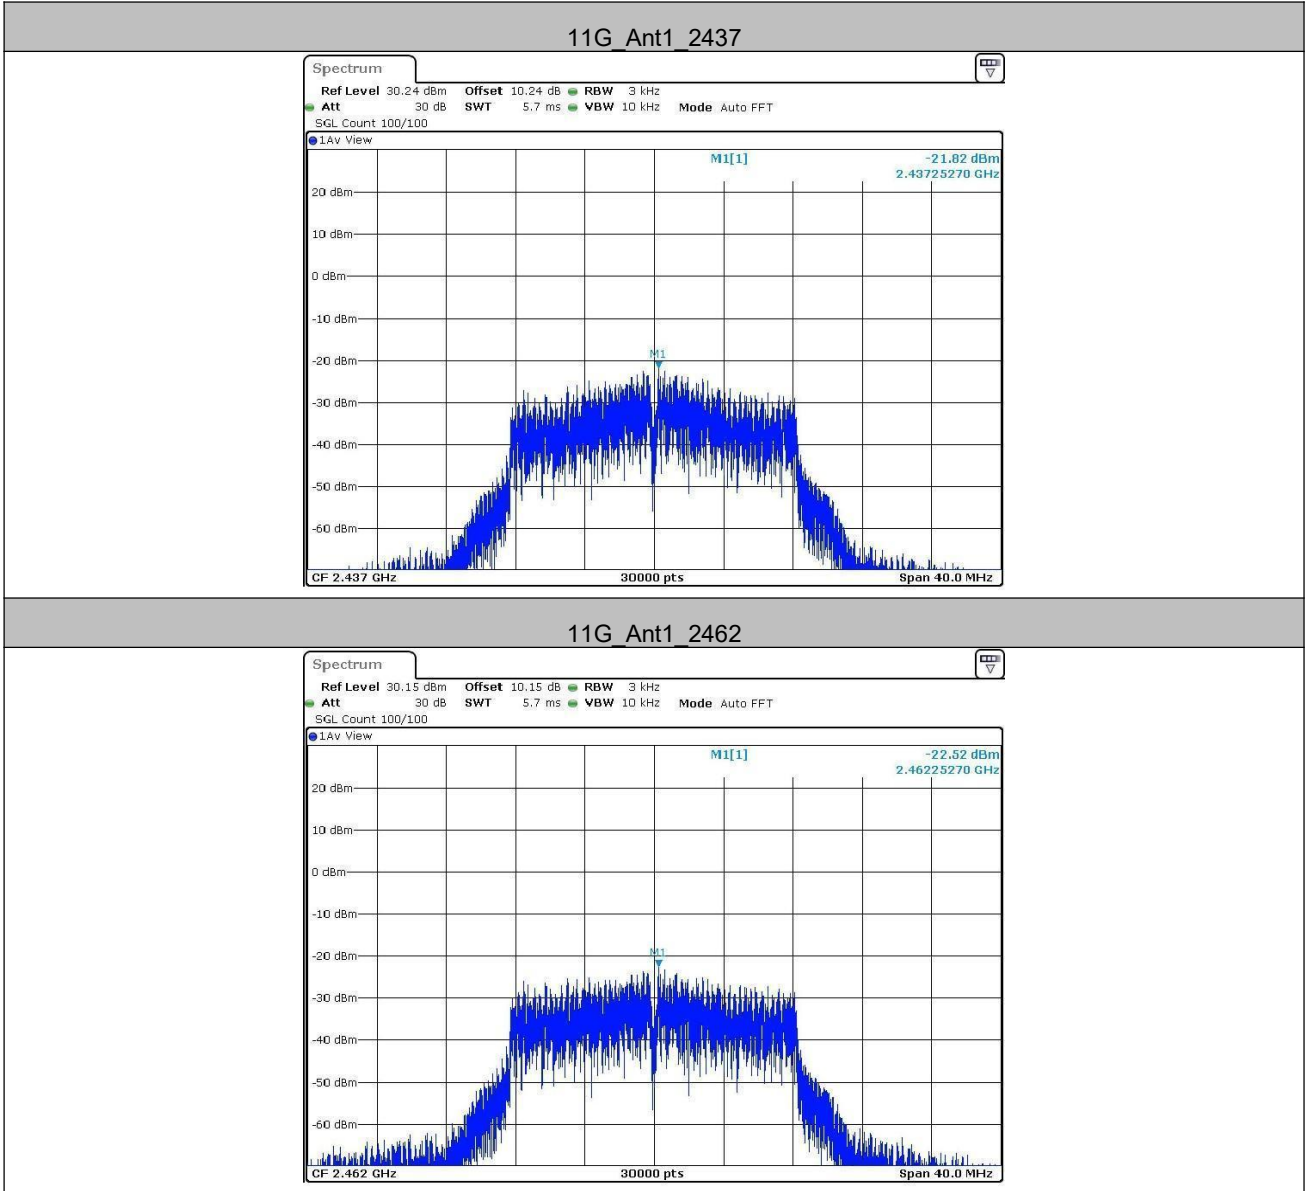 11G_Ant1_2437
Spectrum
Ref Level 30.24 dBm Offset 10.24 dB RBW 3 kHz
Att 30 dB SWT 5.7 ms VBW 10 kHz Mode Auto FFT
SGL Count 100/100
1Av View
M1[1] -21.82 dBm
2.43725270 GHz
20 dBm
10 dBm
0 dBm
-10 dBm
M1
-20 dBm
-30 dBm
-40 dBm
-50 dBm
-60 dBm
CF 2.437 GHz 30000 pts Span 40.0 MHz
11G_Ant1_2462
Spectrum
Ref Level 30.15 dBm Offset 10.15 dB RBW 3 kHz
Att 30 dB SWT 5.7 ms VBW 10 kHz Mode Auto FFT
SGL Count 100/100
1Av View
M1[1] -22.52 dBm
2.46225270 GHz
20 dBm
10 dBm
0 dBm
-10 dBm
M1
-20 dBm
-30 dBm
-40 dBm
-50 dBm
-60 dBm
CF 2.462 GHz 30000 pts Span 40.0 MHz